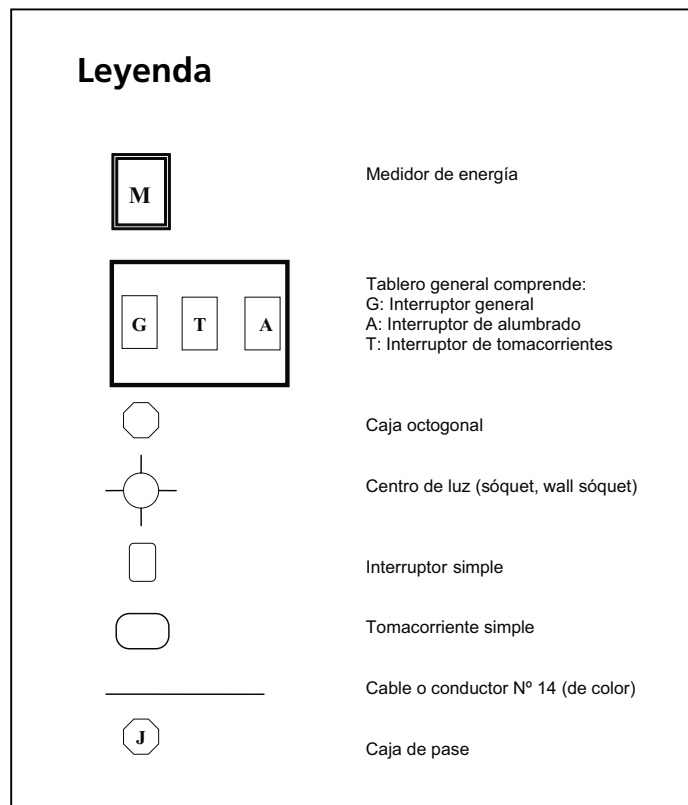 Leyenda
M
Medidor de energía
G T A
Tablero general comprende:
G: Interruptor general
A: Interruptor de alumbrado
T: Interruptor de tomacorrientes
Caja octogonal
Centro de luz (sóquet, wall sóquet)
Interruptor simple
Tomacorriente simple
Cable o conductor Nº 14 (de color)
J
Caja de pase